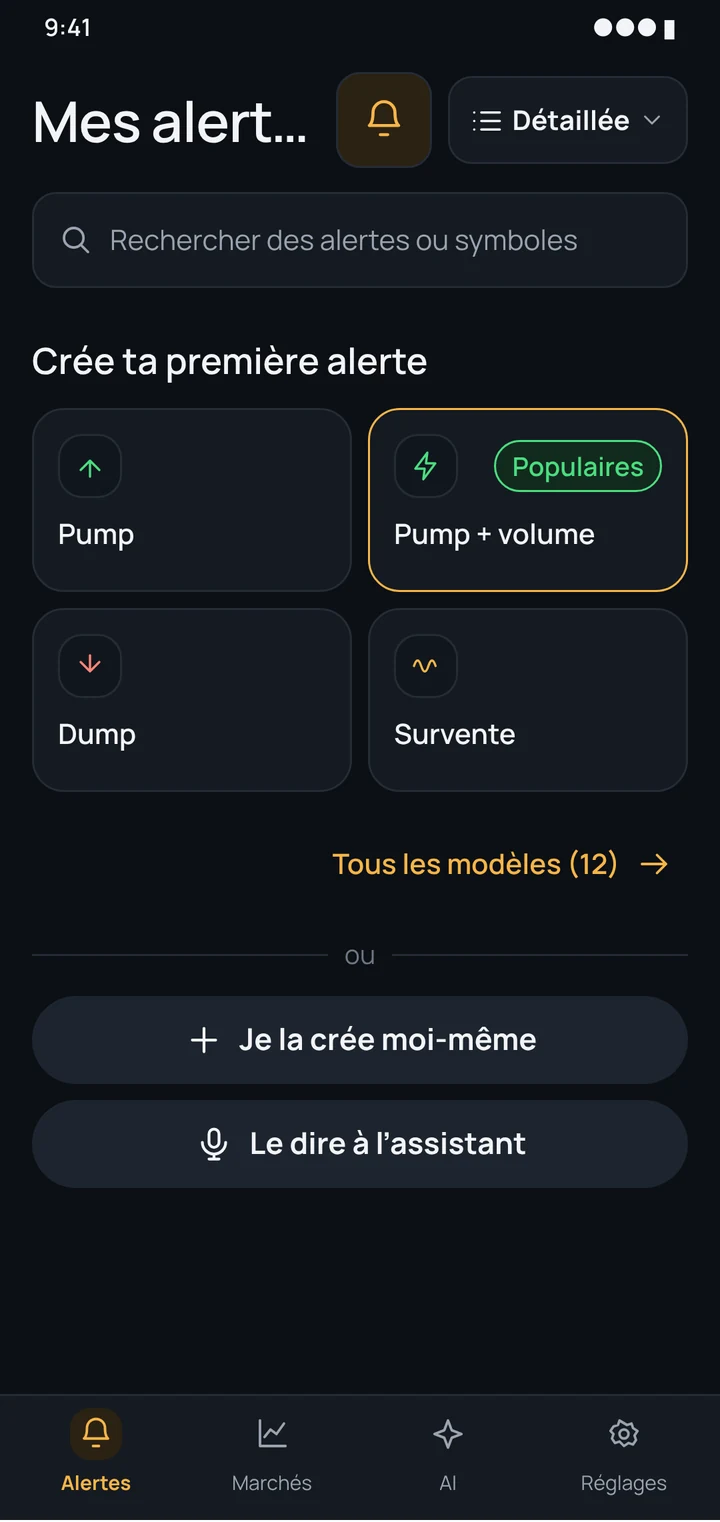 9:41
Mes alert...
Détaillée
Rechercher des alertes ou symboles
Crée ta première alerte
Populaires
Pump
Pump + volume
Dump
Survente
Tous les modèles (12)
ou
Je la crée moi-même
Le dire à l’assistant
Alertes
Marchés
AI
Réglages